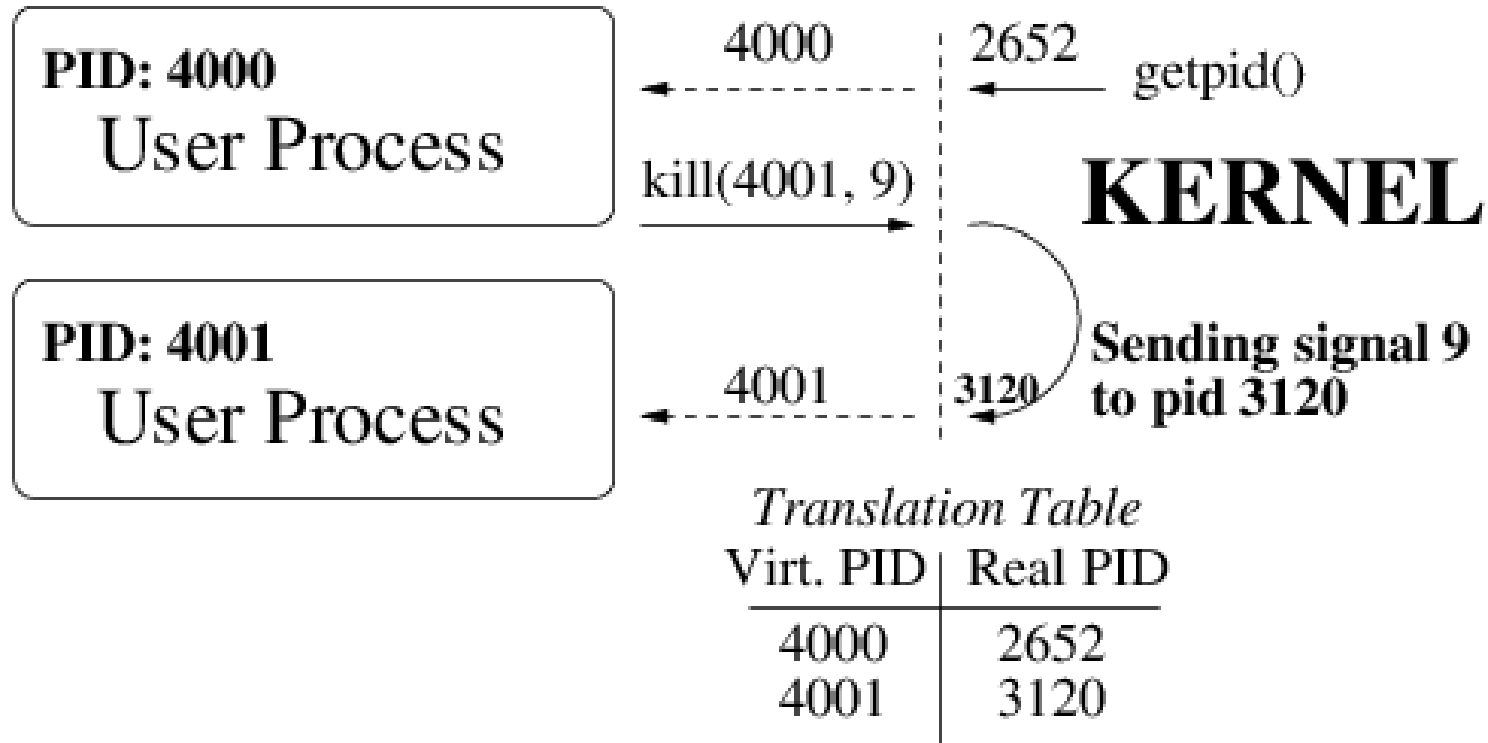 PID: 4000
User Process
4000
2652
getpid()
kill(4001, 9)
KERNEL
PID: 4001
User Process
4001
3120
Sending signal 9
to pid 3120
Translation Table
Virt. PID Real PID
4000 2652
4001 3120